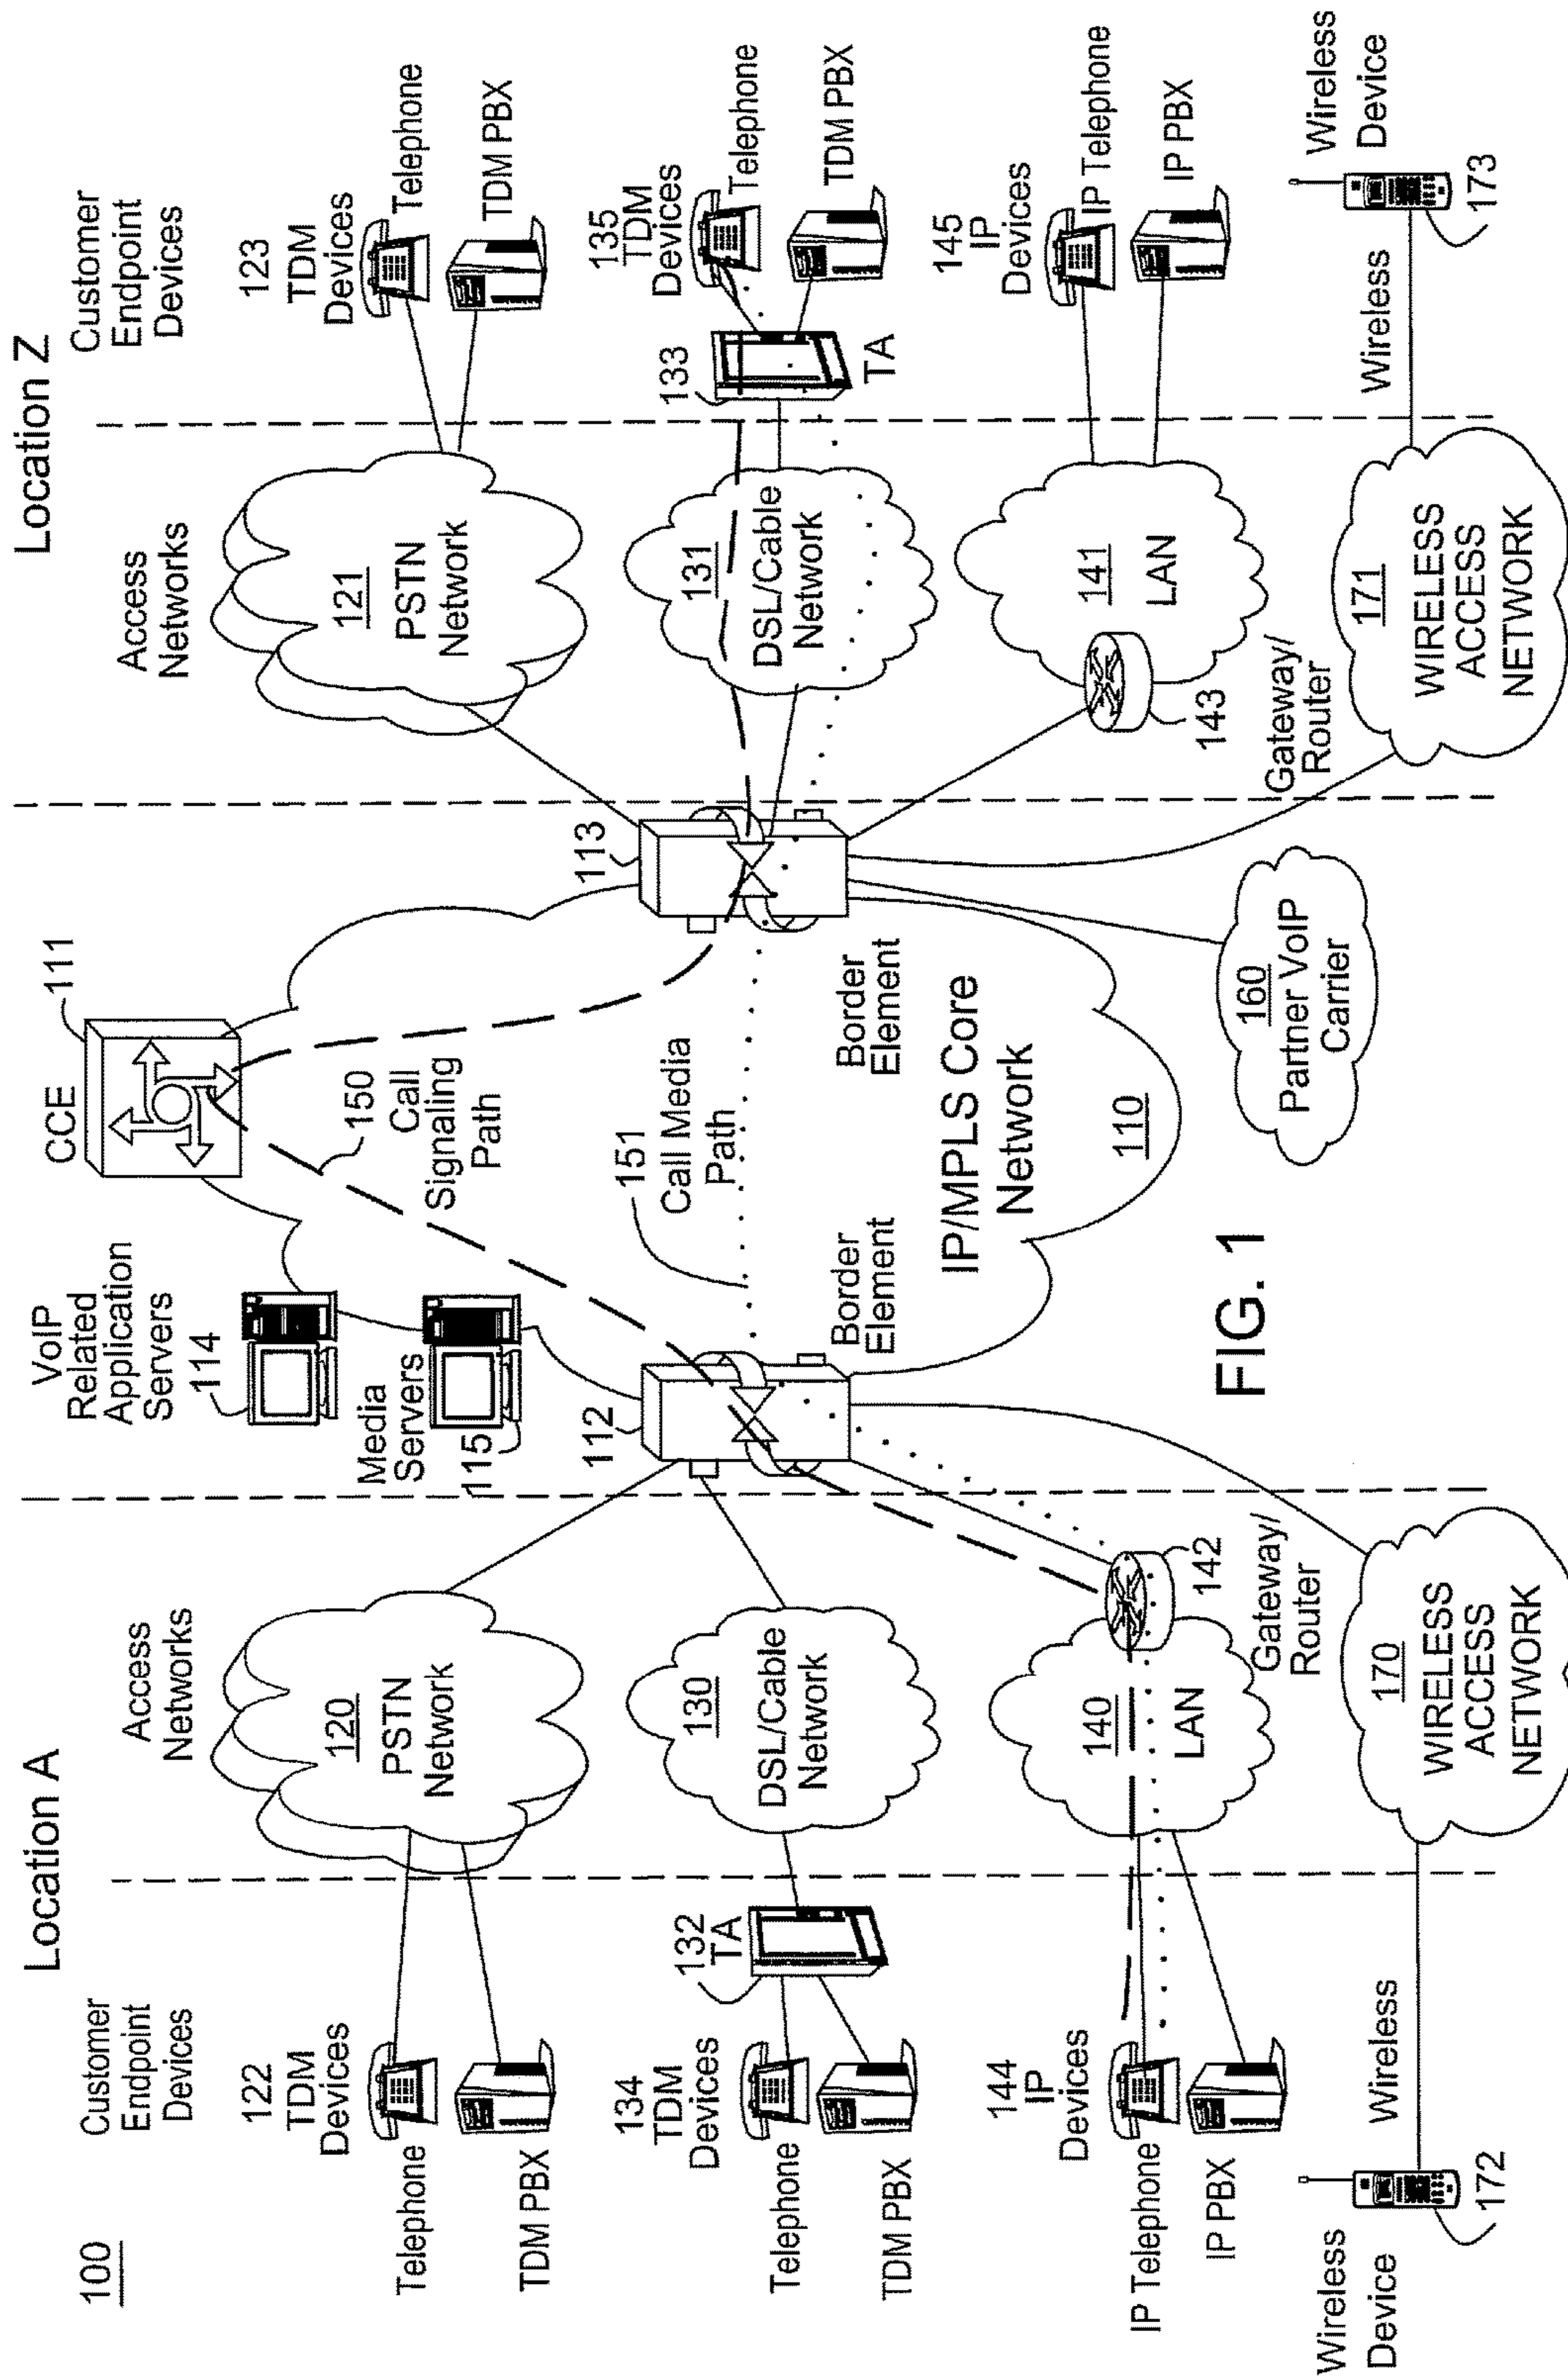 100
Location A
Location Z
Customer
Endpoint
Devices
Access
Networks
VoIP
Related
Application
Servers
114
CCE
111
Access
Networks
Customer
Endpoint
Devices
122
TDM
Devices
Telephone
TDM PBX
120
PSTN
Network
Media
Servers
115
150
Call
Signaling
Path
121
PSTN
Network
123
TDM
Devices
Telephone
TDM PBX
134
TDM
Devices
Telephone
TDM PBX
132
TA
130
DSL/Cable
Network
112
Border
Element
151
Call Media
Path
113
Border
Element
131
DSL/Cable
Network
133
TA
135
TDM
Devices
Telephone
TDM PBX
144
IP
Devices
IP Telephone
IP PBX
140
LAN
142
Gateway/
Router
IP/MPLS Core
Network
110
141
LAN
143
Gateway/
Router
145
IP
Devices
IP Telephone
IP PBX
Wireless
Device
172
Wireless
170
WIRELESS
ACCESS
NETWORK
160
Partner VoIP
Carrier
171
WIRELESS
ACCESS
NETWORK
Wireless
Wireless
Device
173
FIG. 1